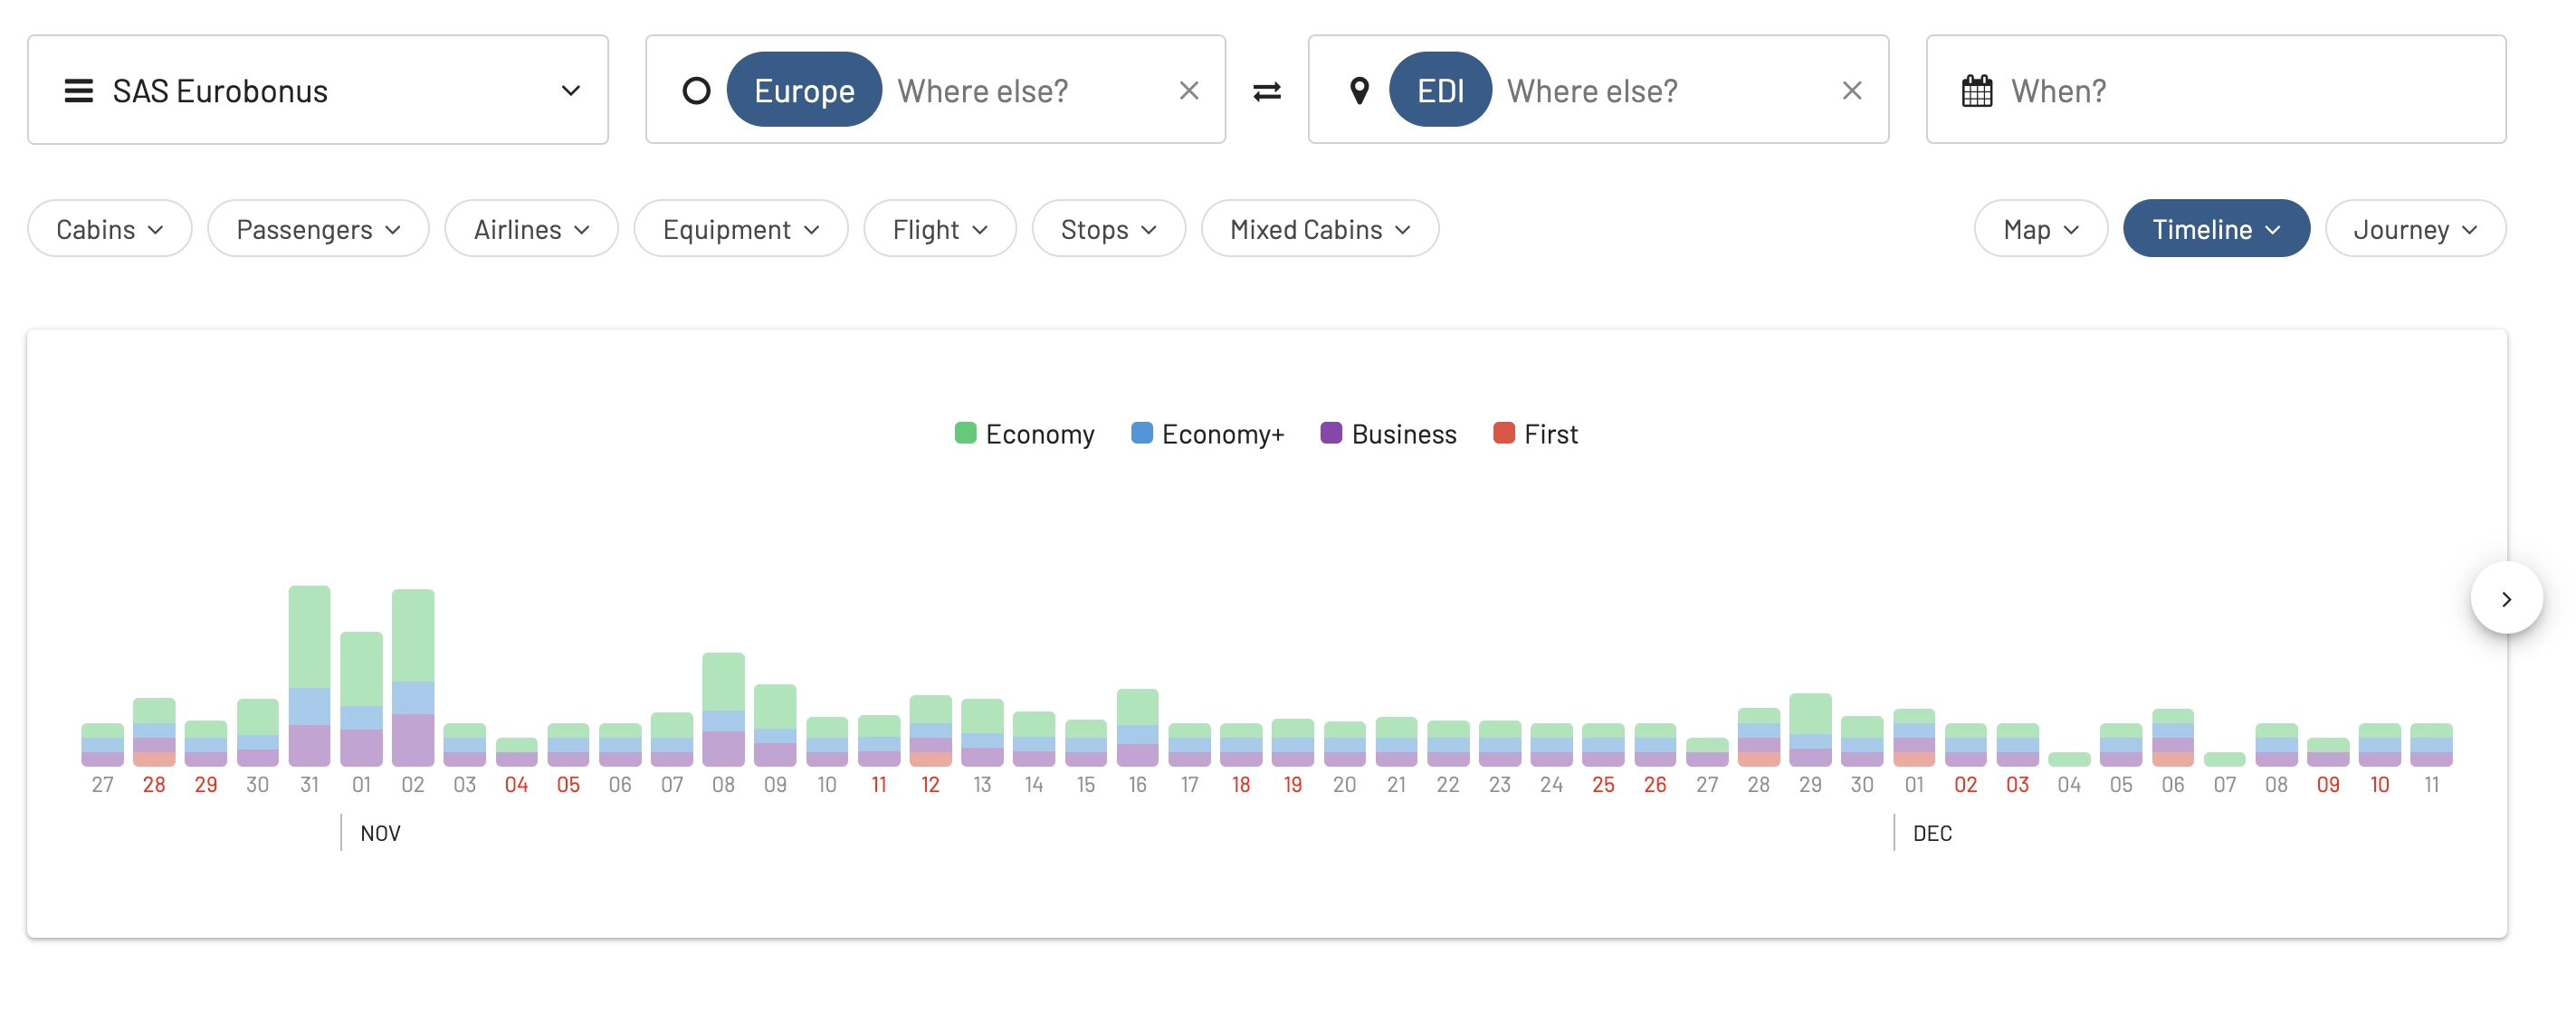 SAS Eurobonus
Europe Where else?
EDI Where else?
When?
Cabins Passengers Airlines Equipment Flight Stops Mixed Cabins Map Timeline Journey
Economy Economy+ Business First
27 28 29 30 31 01 02 03 04 05 06 07 08 09 10 11 12 13 14 15 16 17 18 19 20 21 22 23 24 25 26 27 28 29 30 01 02 03 04 05 06 07 08 09 10 11
NOV DEC